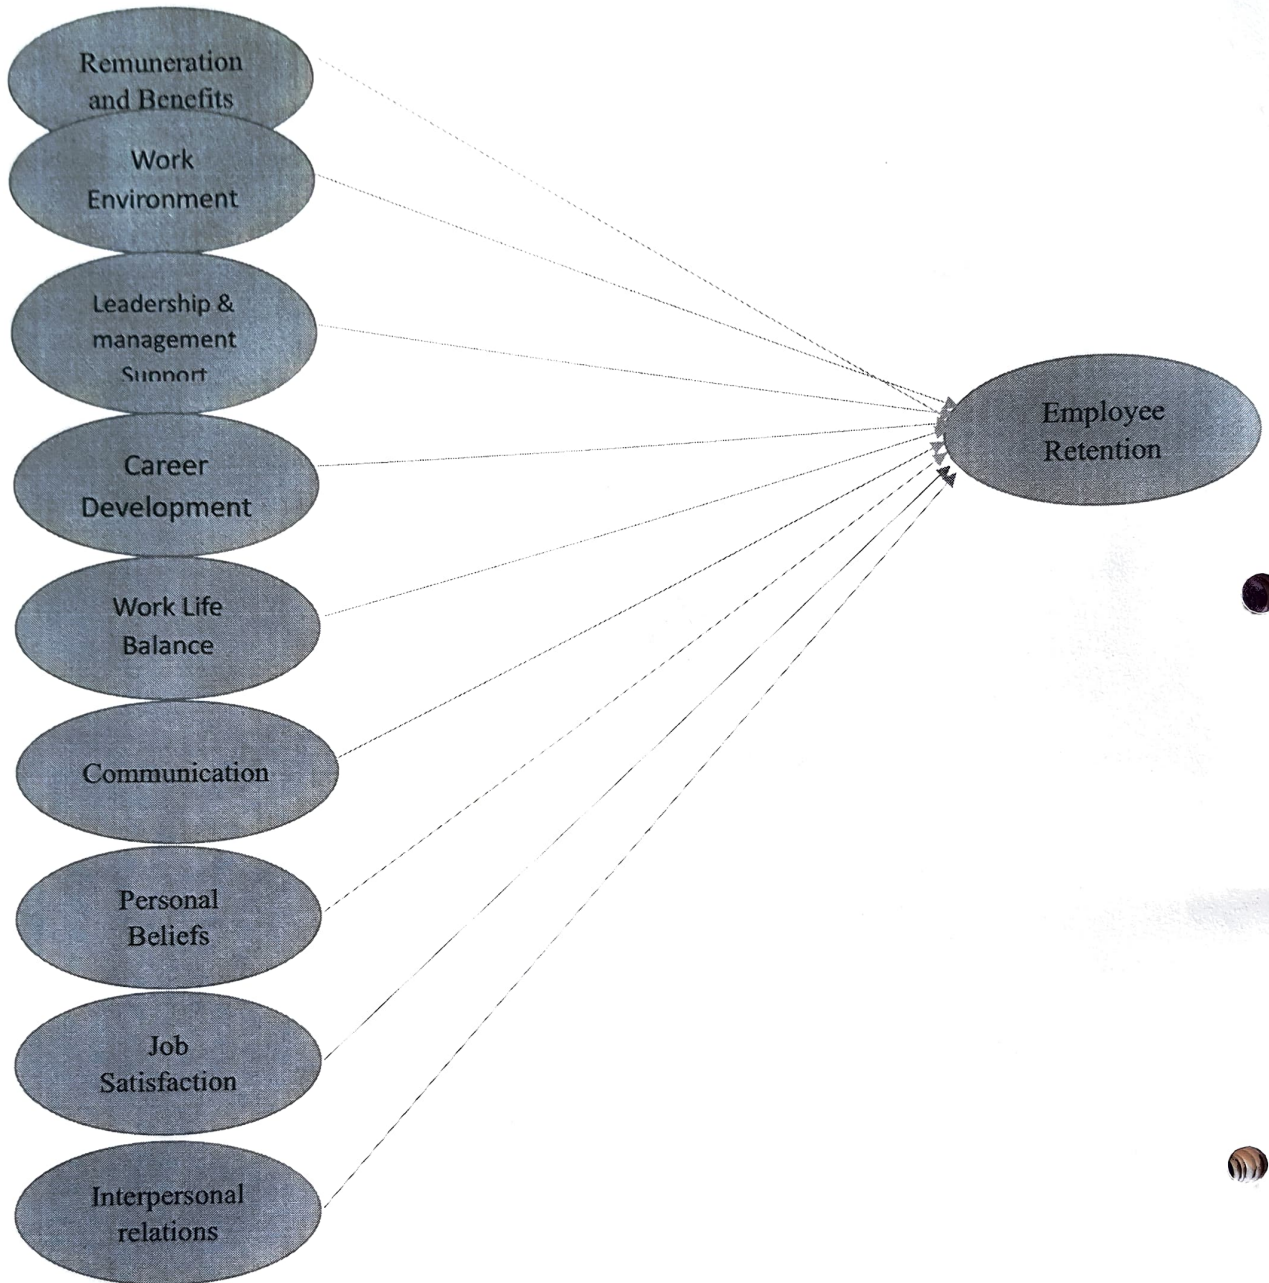 Remuneration
and Benefits
Work
Environment
Leadership &
management
Support
Career
Development
Work Life
Balance
Communication
Personal
Beliefs
Job
Satisfaction
Interpersonal
relations
Employee
Retention